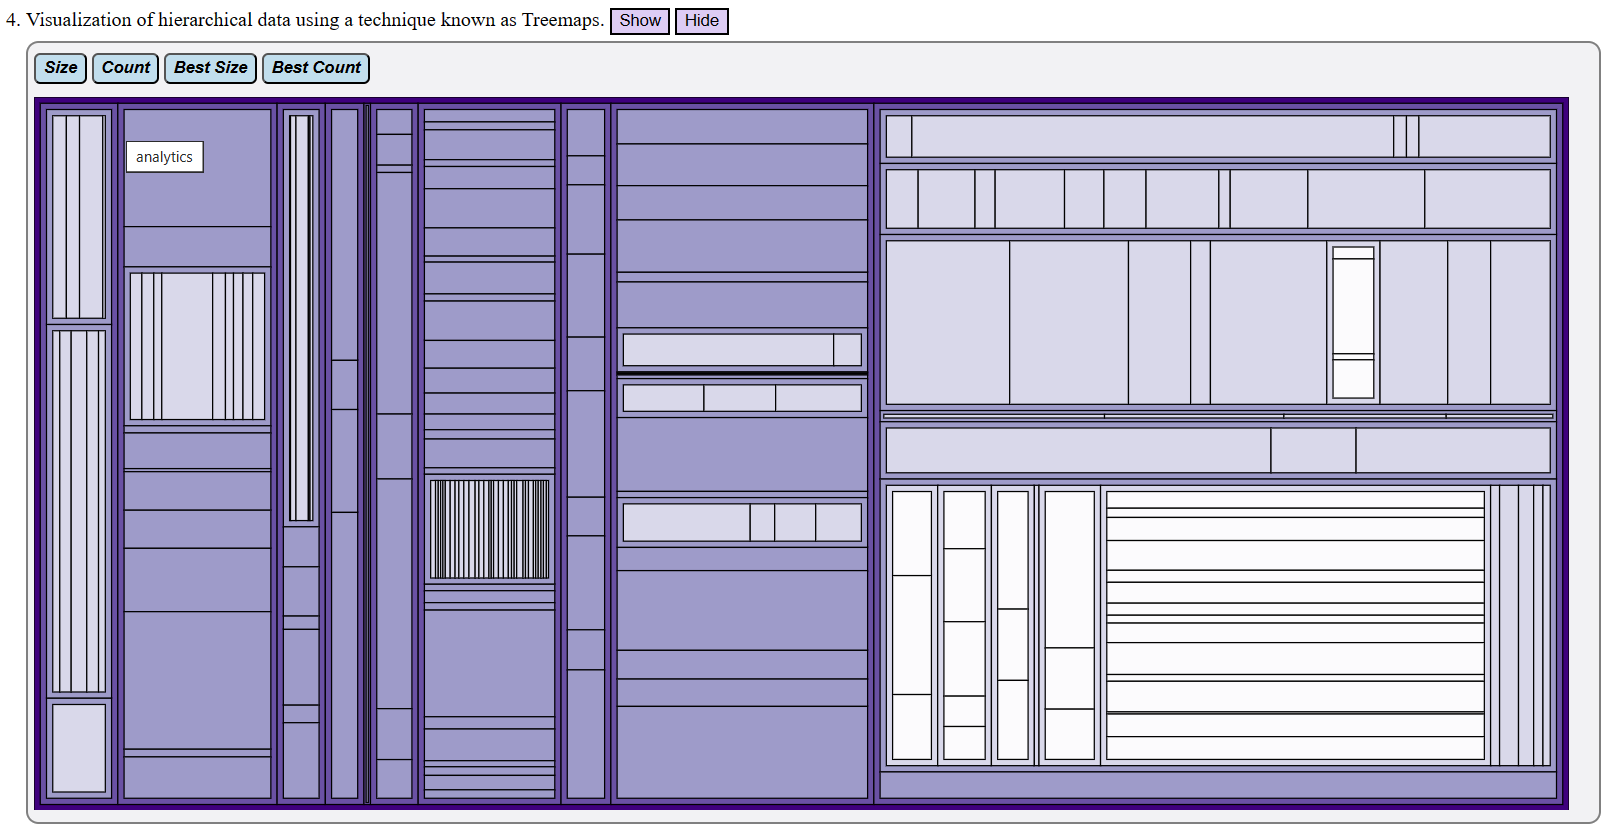 4. Visualization of hierarchical data using a technique known as Treemaps. Show Hide
Size Count Best Size Best Count
analytics